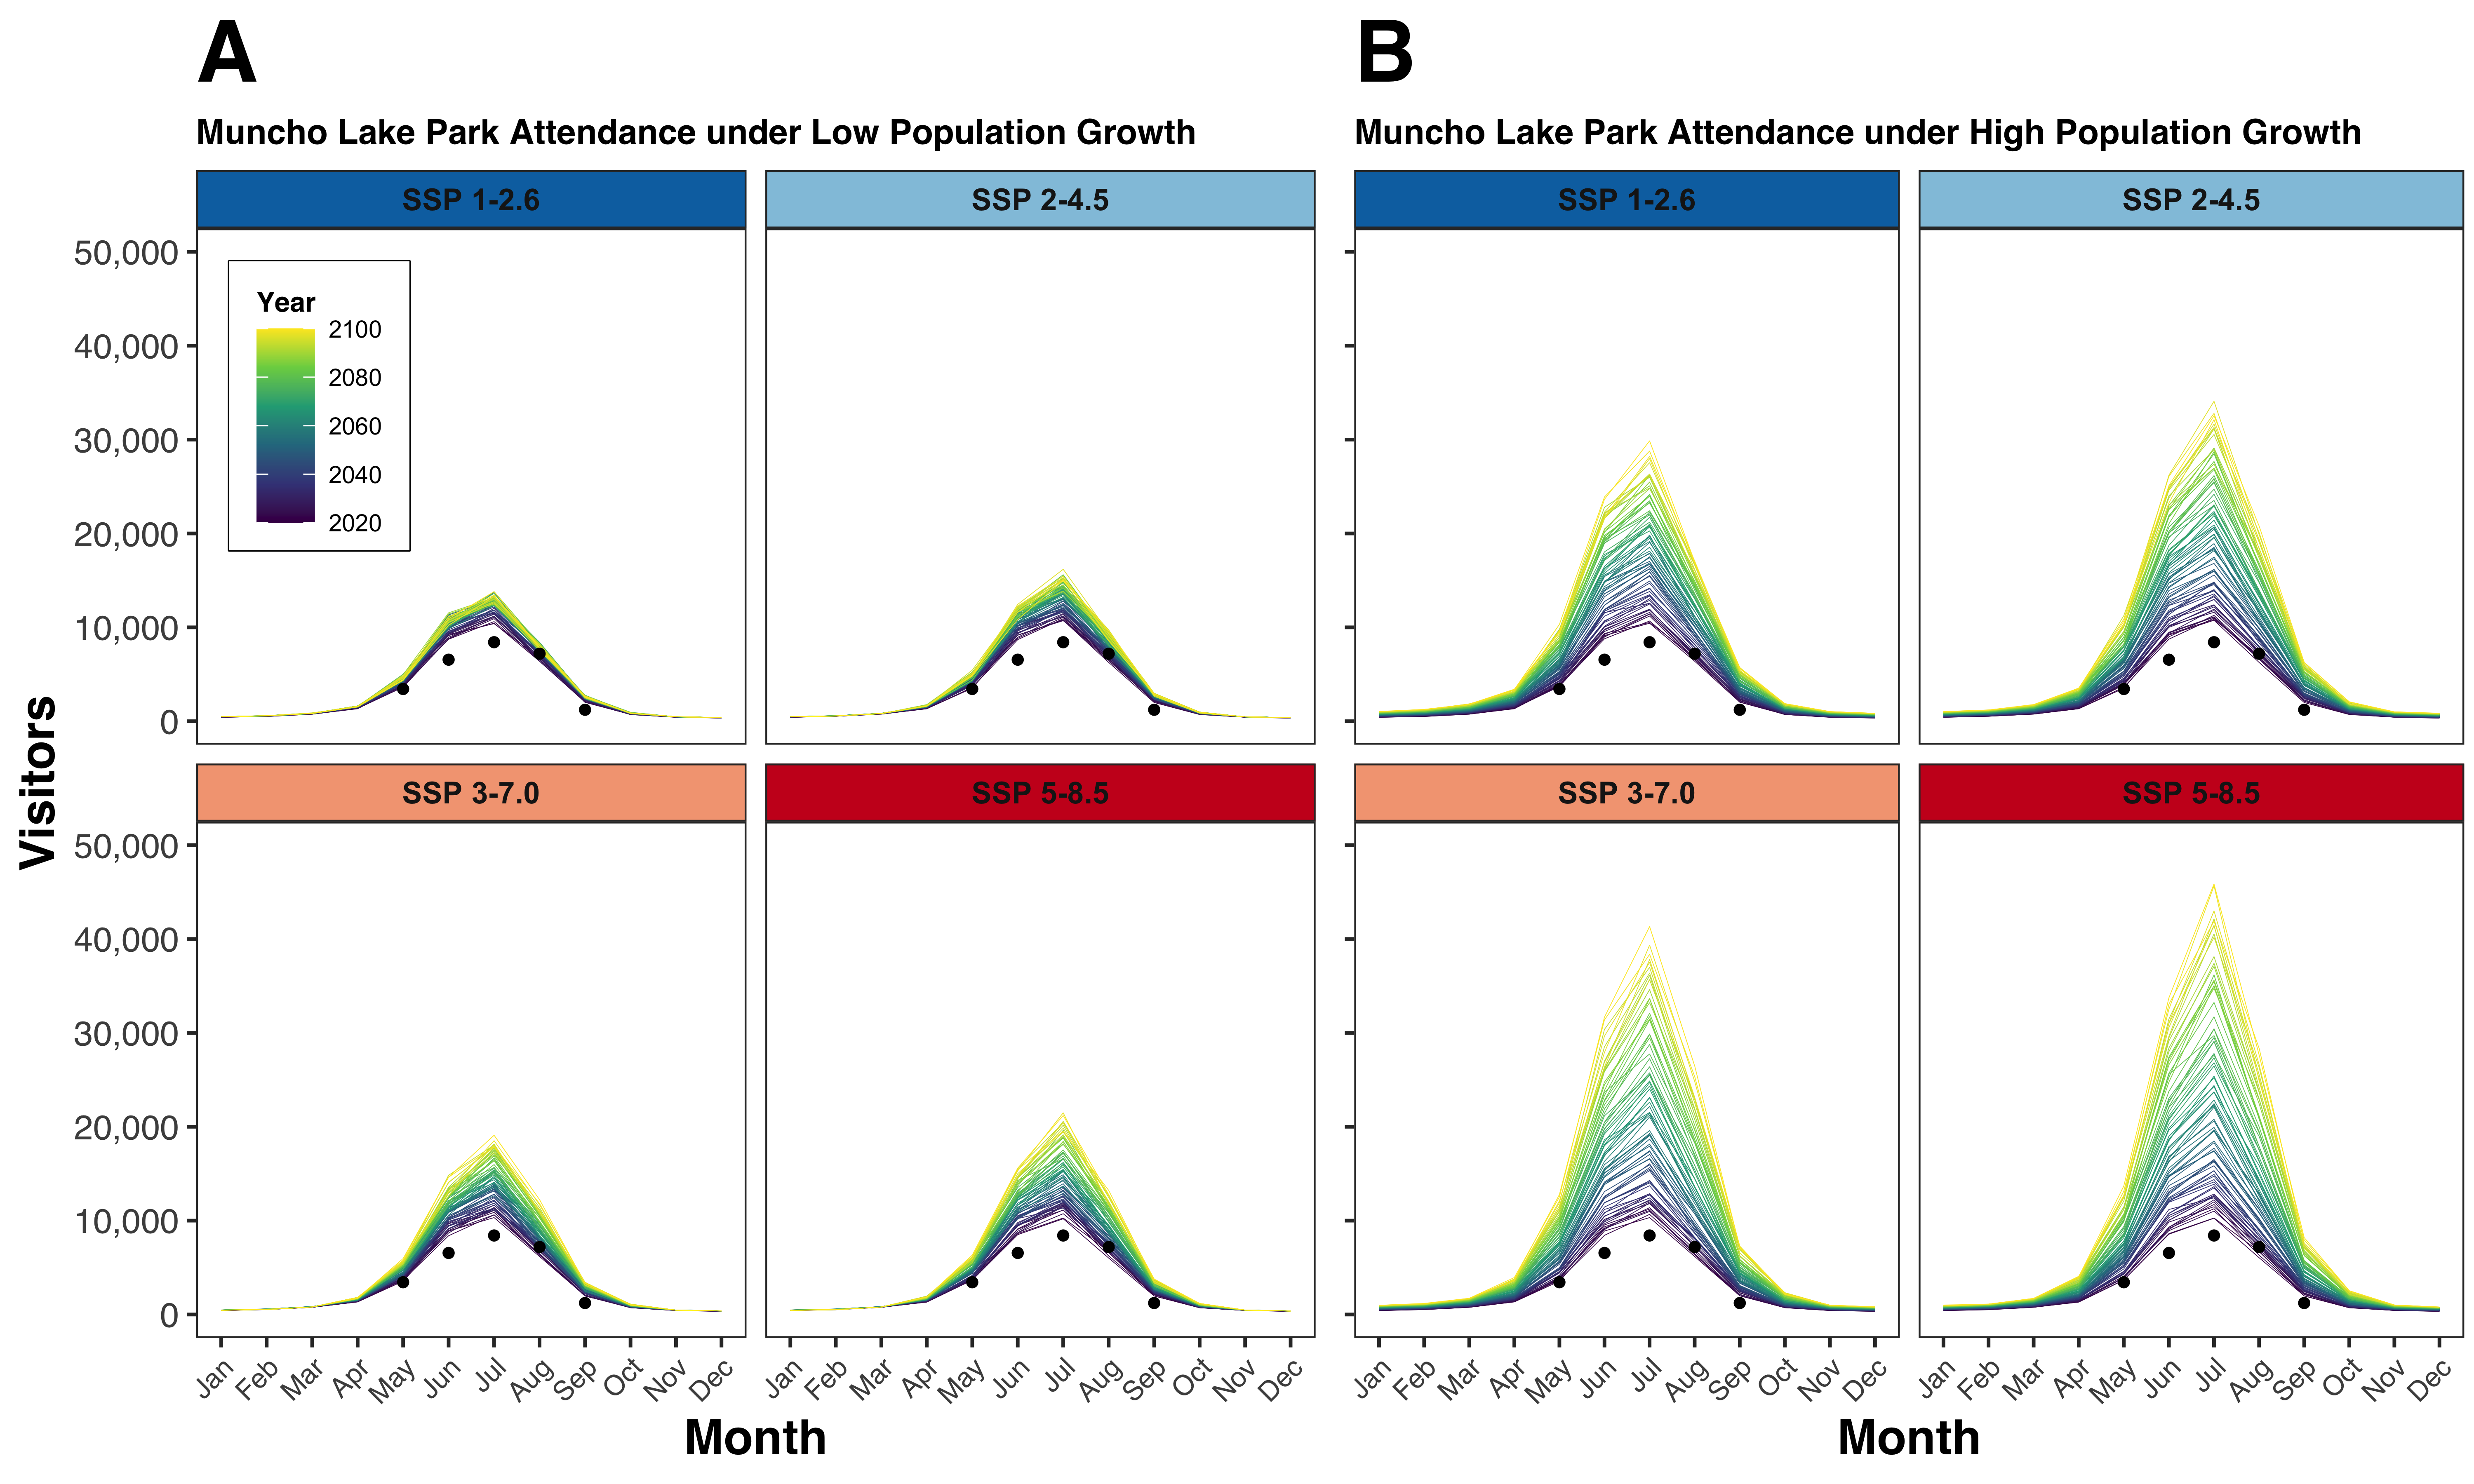 A
Muncho Lake Park Attendance under Low Population Growth
SSP 1-2.6
SSP 2-4.5
50,000
40,000
30,000
20,000
10,000
0
Year
2100
2080
2060
2040
2020
SSP 3-7.0
SSP 5-8.5
50,000
40,000
30,000
20,000
10,000
0
Visitors
Jan Feb Mar Apr May Jun Jul Aug Sep Oct Nov Dec
Jan Feb Mar Apr May Jun Jul Aug Sep Oct Nov Dec
Month
B
Muncho Lake Park Attendance under High Population Growth
SSP 1-2.6
SSP 2-4.5
SSP 3-7.0
SSP 5-8.5
Jan Feb Mar Apr May Jun Jul Aug Sep Oct Nov Dec
Jan Feb Mar Apr May Jun Jul Aug Sep Oct Nov Dec
Month